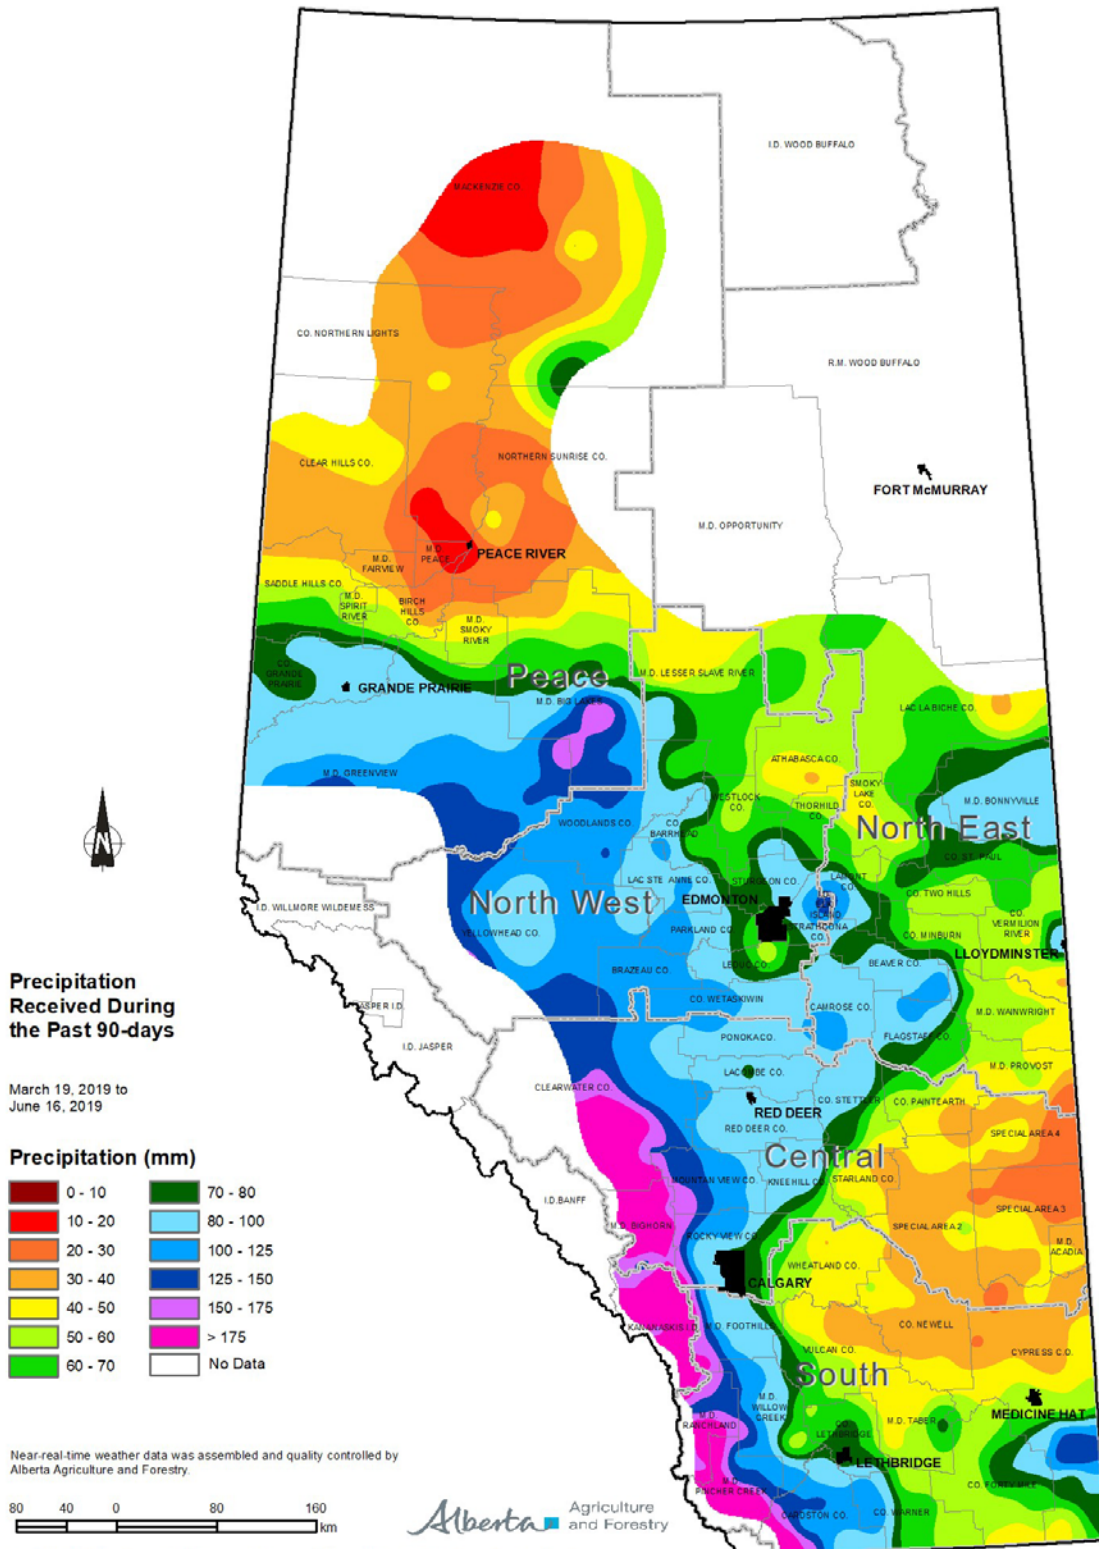 I.D. WOOD BUFFALO
MACKENZIE CO.
CO. NORTHERN LIGHTS
R.M. WOOD BUFFALO
CLEAR HILLS CO.
NORTHERN SUNRISE CO.
FORT McMURRAY
M.D. OPPORTUNITY
M.D.
PEACE
PEACE RIVER
M.D.
FAIRVIEW
SADDLE HILLS CO.
M.D.
SPIRIT
RIVER
BIRCH
HILLS
CO.
M.D.
SMOKY
RIVER
CO.
GRANDE
PRAIRIE
GRANDE PRAIRIE
Peace
M.D. BIG LAKES
M.D. LESSER SLAVE RIVER
LAC LA BICHE CO.
M.D. GREENVIEW
ATHABASCA CO.
SMOKY
LAKE
CO.
WESTLOCK
CO.
THORHILD
CO.
M.D. BONNYVILLE
North East
WOODLANDS CO.
CO.
BARRHEAD
CO. ST. PAUL
LAC STE ANNE CO.
STURGEON CO.
LAMONT
CO.
CO. TWO HILLS
I.D. WILLMORE WILDERNESS
North West
EDMONTON
ISLAND
STRATHCONA
CO.
CO.
VERMILION
RIVER
YELLOWHEAD CO.
PARKLAND CO.
CO. MINBURN
LLOYDMINSTER
BRAZEAU CO.
LEDUC CO.
BEAVER CO.
Precipitation
Received During
the Past 90-days
JASPER I.D.
CO. WETASKIWIN
CAMROSE CO.
M.D. WAINWRIGHT
I.D. JASPER
PONOKA CO.
FLAGSTAFF CO.
M.D. PROVOST
March 19, 2019 to
June 16, 2019
CLEARWATER CO.
LACOMBE CO.
CO. STETTLER
CO. PAINTEARTH
RED DEER
RED DEER CO.
SPECIAL AREA 4
Precipitation (mm)
0 - 10
70 - 80
10 - 20
80 - 100
20 - 30
100 - 125
30 - 40
125 - 150
40 - 50
150 - 175
50 - 60
> 175
60 - 70
No Data
Central
MOUNTAIN VIEW CO.
KNEEHILL CO.
STARLAND CO.
I.D.BANFF
M.D. BIGHORN
SPECIAL AREA 2
SPECIAL AREA 3
ROCKY VIEW CO.
M.D.
ACADIA
WHEATLAND CO.
CALGARY
KANANASKIS I.D.
M.D. FOOTHILLS
CO. NEWELL
VULCAN CO.
CYPRESS CO.
South
M.D.
WILLOW
CREEK
M.D.
RANCHLAND
CO.
LETHBRIDGE
M.D. TABER
MEDICINE HAT
LETHBRIDGE
M.D.
PINCHER CREEK
CO. FORTY MILE
CARDSTON CO.
CO. WARNER
Near-real-time weather data was assembled and quality controlled by
Alberta Agriculture and Forestry.
80 40 0 80 160
km
Alberta Agriculture
and Forestry